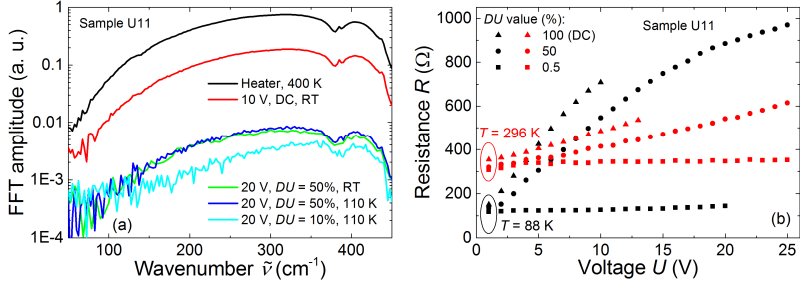 Sample U11
FFT amplitude (a. u.)
1
0.1
0.01
1E-3
1E-4
Heater, 400 K
10 V, DC, RT
20 V, DU = 50%, RT
20 V, DU = 50%, 110 K
20 V, DU = 10%, 110 K
(a)
100 200 300 400
Wavenumber ν̃ (cm⁻¹)
Resistance R (Ω)
1000
800
600
400
200
0
DU value (%):
Sample U11
100 (DC)
50
0.5
T = 296 K
T = 88 K
(b)
0 5 10 15 20 25
Voltage U (V)